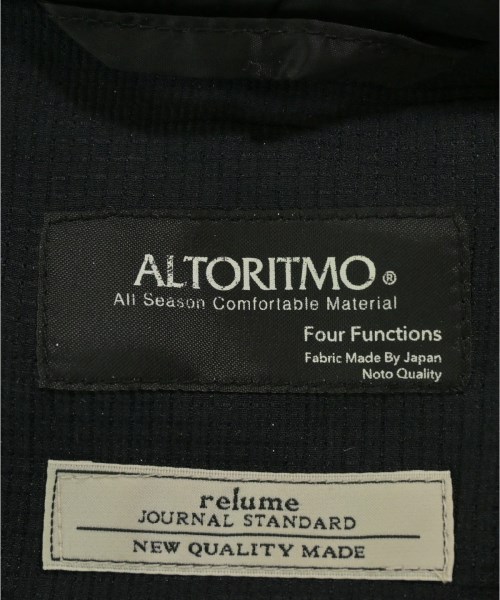 ALTORITMO®
All Season Comfortable Material
Four Functions
Fabric Made By Japan
Noto Quality
relume
JOURNAL STANDARD
NEW QUALITY MADE